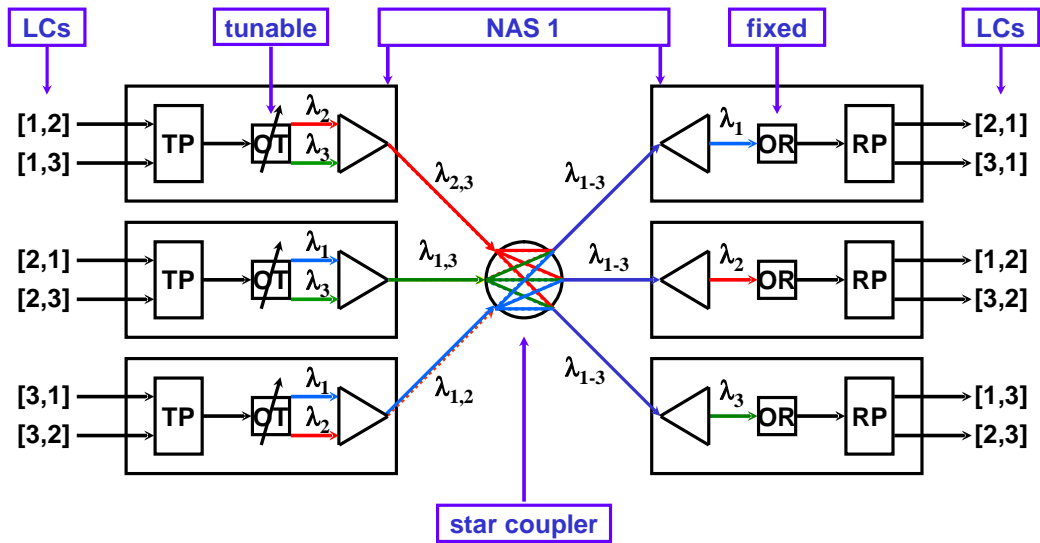 LCs tunable NAS 1 fixed LCs
[1,2] TP OT λ2 λ1 OR RP [2,1]
[1,3] λ3 [3,1]
λ2,3 λ1-3
[2,1] TP OT λ1 λ1,3 λ1-3 λ2 OR RP [1,2]
[2,3] λ3 [3,2]
[3,1] TP OT λ1 λ1,2 λ1-3 λ3 OR RP [1,3]
[3,2] λ2 [2,3]
star coupler